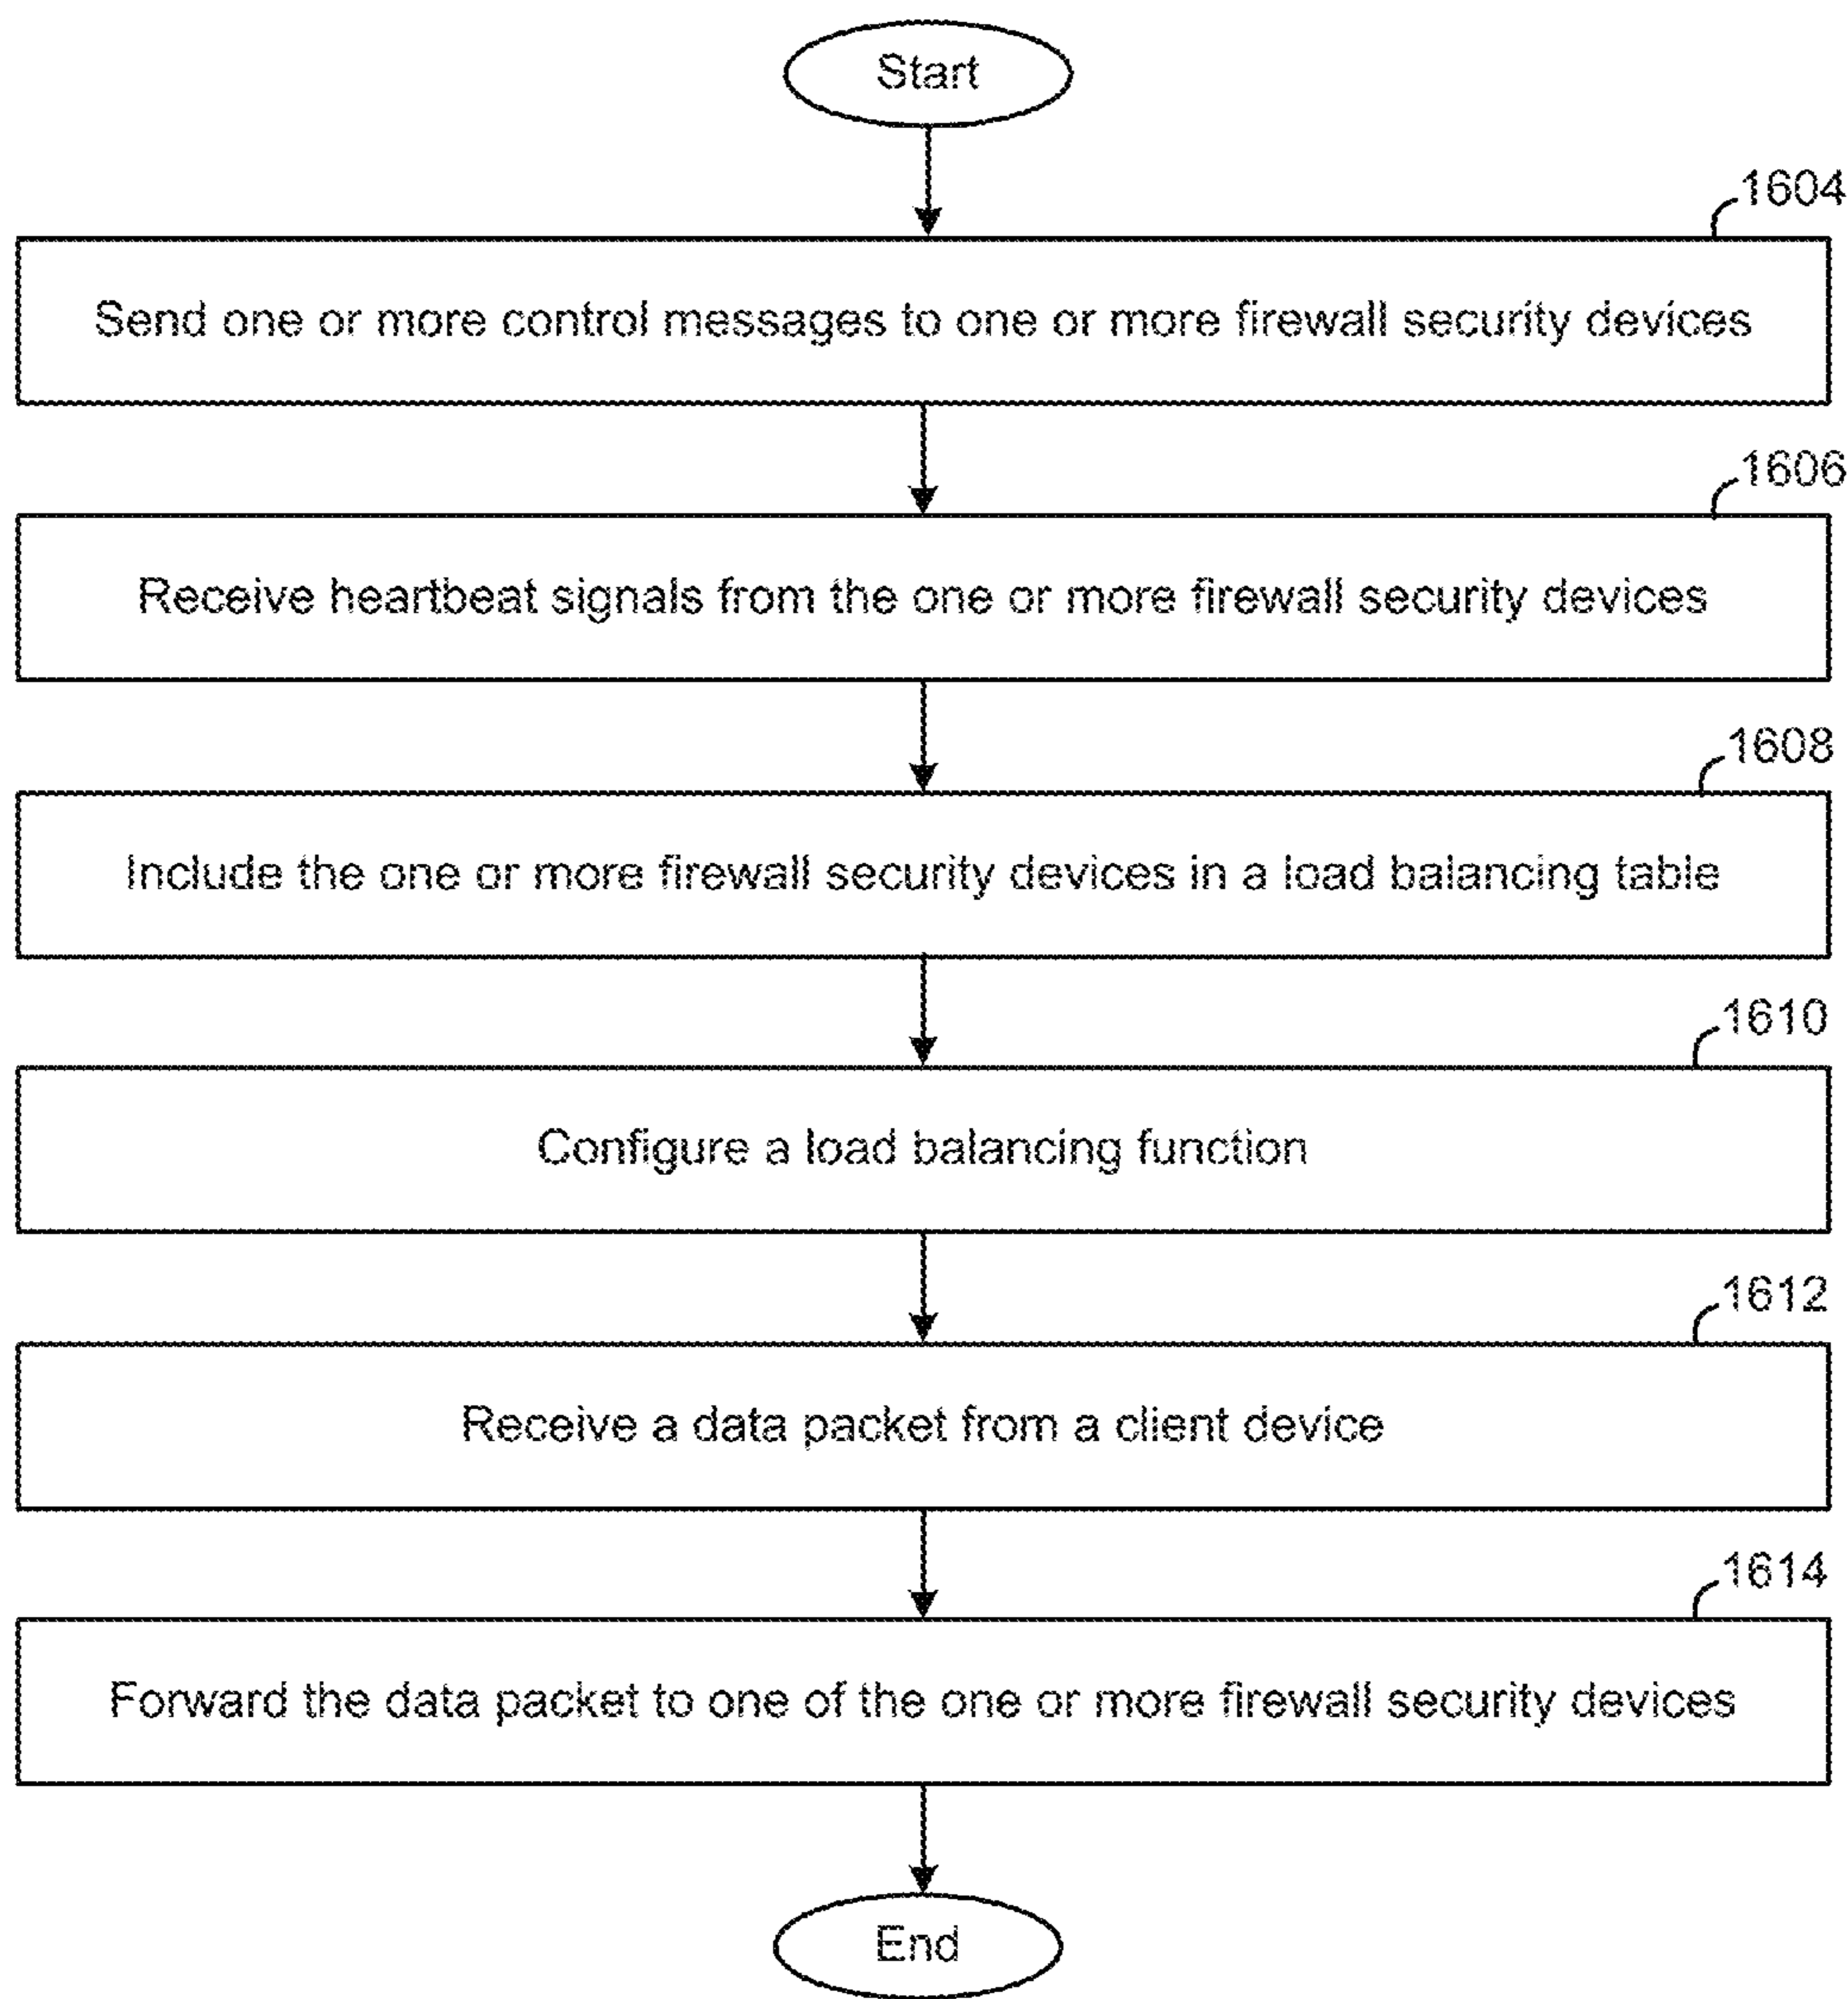 Start
1604
Send one or more control messages to one or more firewall security devices
1606
Receive heartbeat signals from the one or more firewall security devices
1608
Include the one or more firewall security devices in a load balancing table
1610
Configure a load balancing function
1612
Receive a data packet from a client device
1614
Forward the data packet to one of the one or more firewall security devices
End